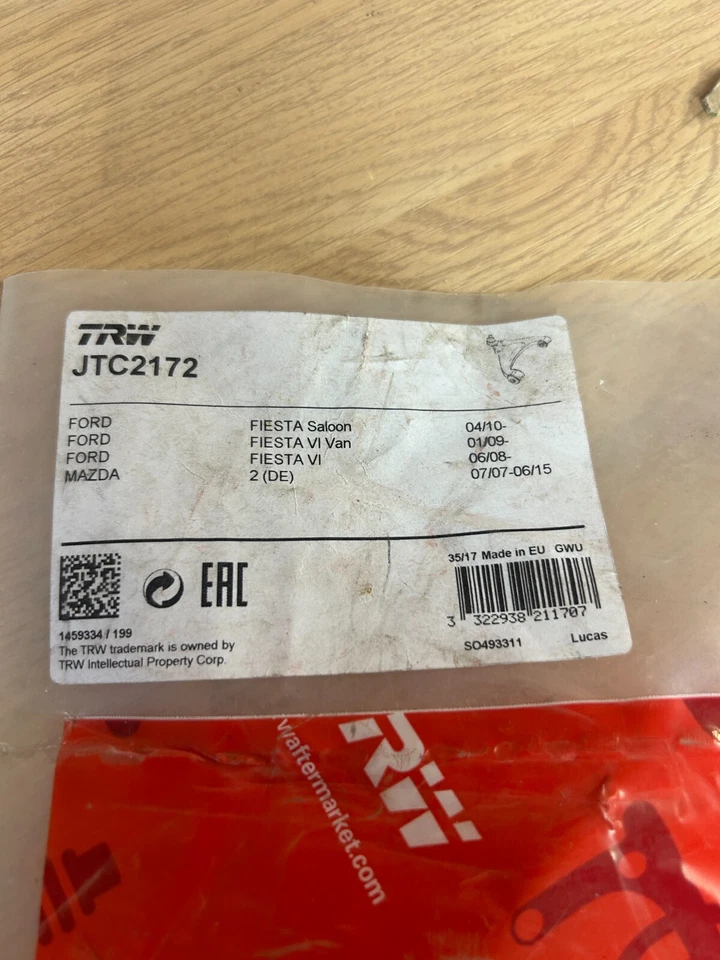 TRW
JTC2172
FORD FIESTA Saloon 04/10-
FORD FIESTA VI Van 01/09-
FORD FIESTA VI 06/08-
MAZDA 2 (DE) 07/07-06/15
35/17 Made in EU GWU
EAC
3 322938 211707
1459334 / 199
The TRW trademark is owned by
TRW Intellectual Property Corp.
SO493311 Lucas
TRW
waftermarket.com